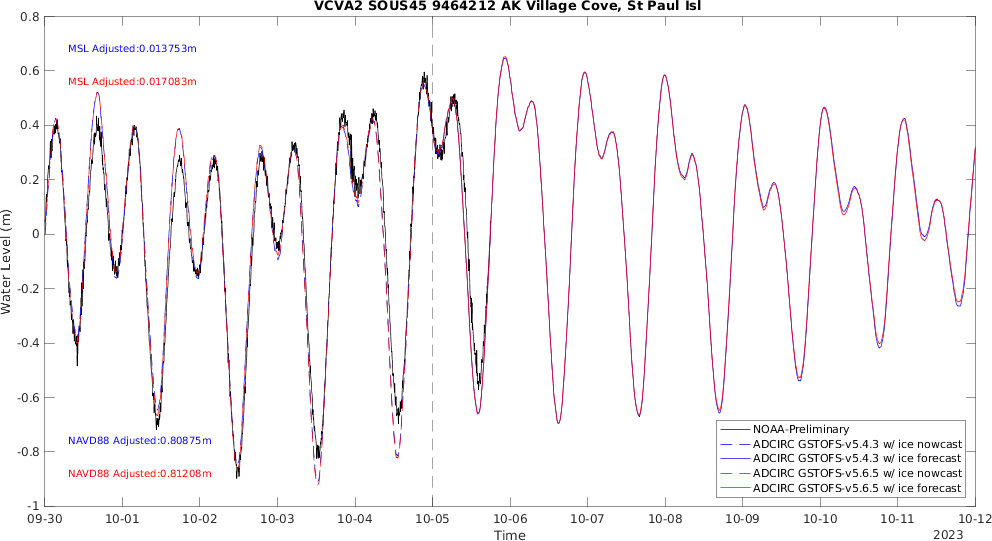 VCVA2 SOUS45 9464212 AK Village Cove, St Paul Isl
0.8
0.6
0.4
0.2
0
-0.2
-0.4
-0.6
-0.8
-1
Water Level (m)
MSL Adjusted:0.013753m
MSL Adjusted:0.017083m
NAVD88 Adjusted:0.80875m
NAVD88 Adjusted:0.81208m
NOAA-Preliminary
ADCIRC GSTOFS-v5.4.3 w/ ice nowcast
ADCIRC GSTOFS-v5.4.3 w/ ice forecast
ADCIRC GSTOFS-v5.6.5 w/ ice nowcast
ADCIRC GSTOFS-v5.6.5 w/ ice forecast
09-30 10-01 10-02 10-03 10-04 10-05 10-06 10-07 10-08 10-09 10-10 10-11 10-12
Time
2023